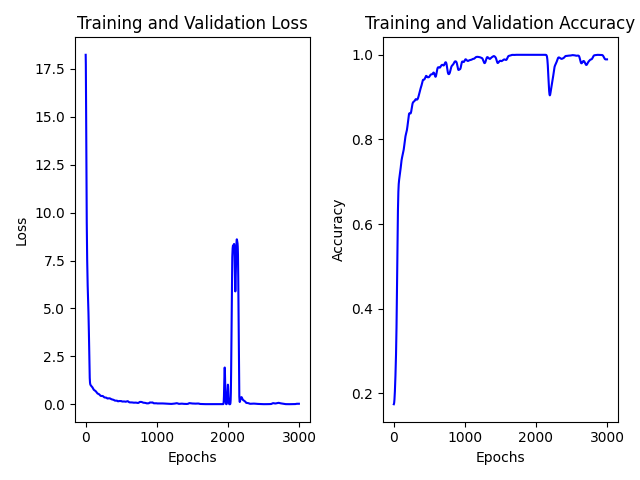 Training and Validation Loss
17.5
15.0
12.5
10.0
7.5
5.0
2.5
0.0
Loss
0 1000 2000 3000
Epochs
Training and Validation Accuracy
1.0
0.8
0.6
0.4
0.2
Accuracy
0 1000 2000 3000
Epochs